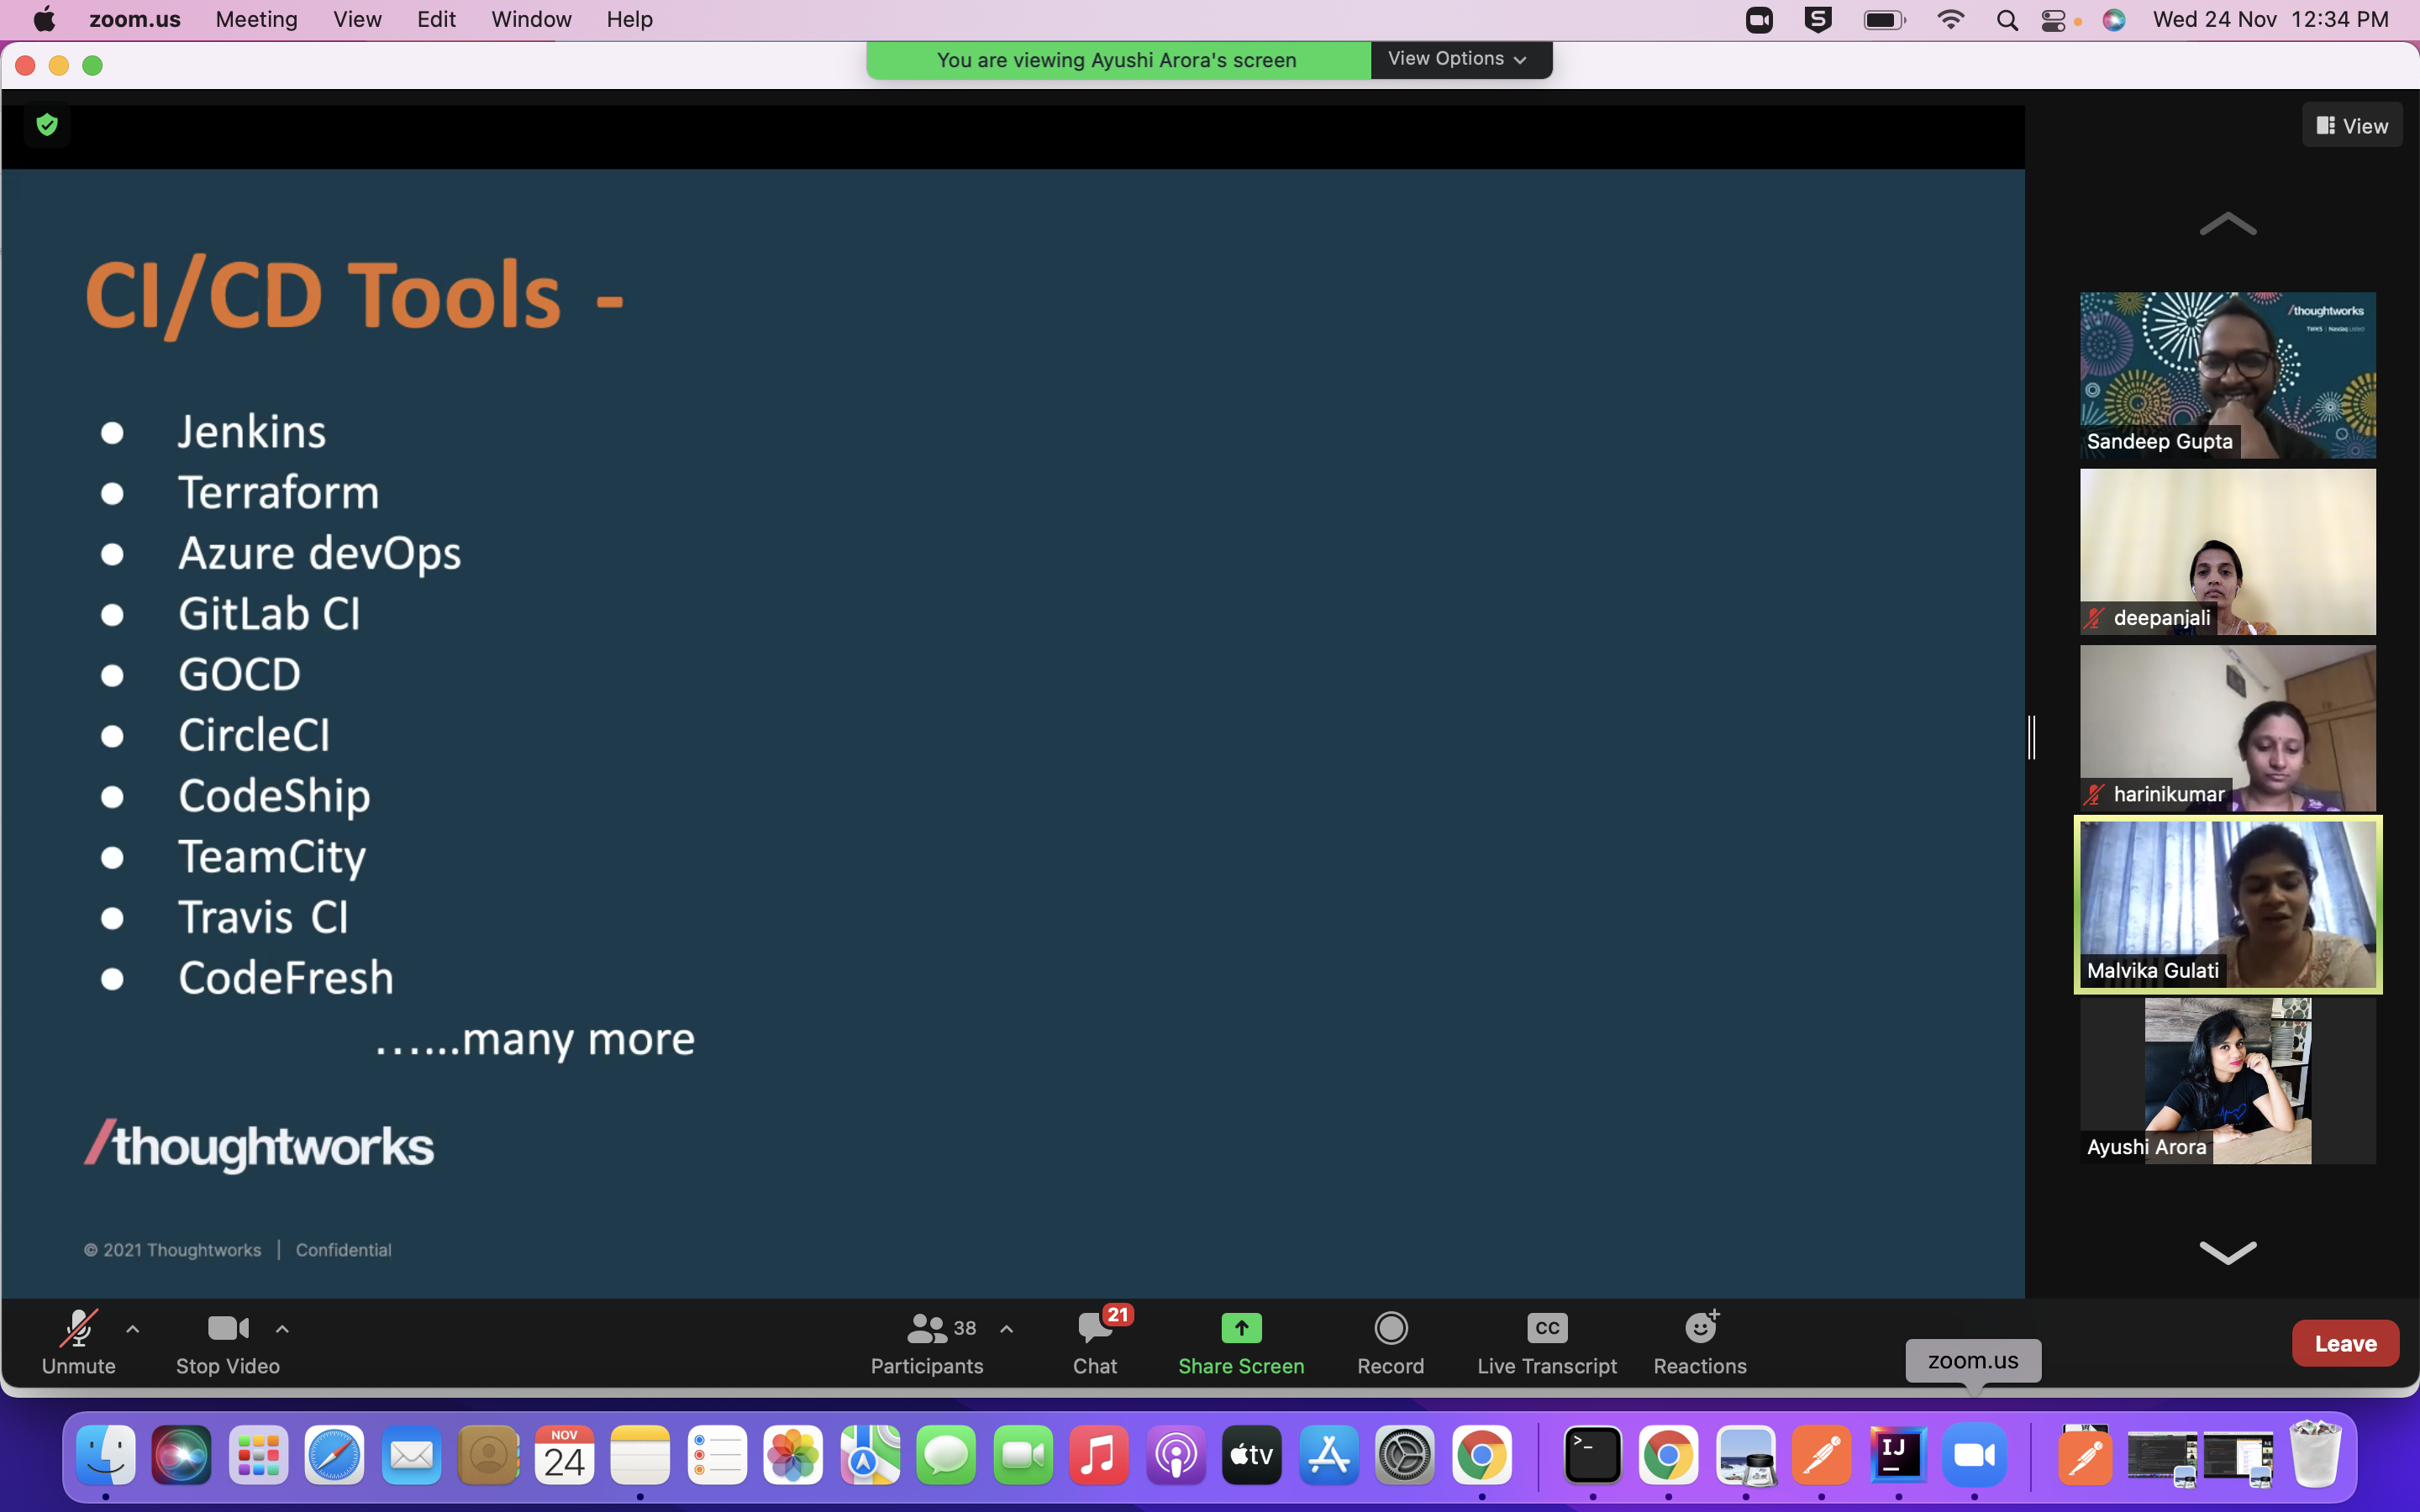 zoom.us Meeting View Edit Window Help
Wed 24 Nov 12:34 PM
You are viewing Ayushi Arora's screen View Options
View
CI/CD Tools -
● Jenkins
● Terraform
● Azure devOps
● GitLab CI
● GOCD
● CircleCI
● CodeShip
● TeamCity
● Travis CI
● CodeFresh
…...many more
/thoughtworks
© 2021 Thoughtworks | Confidential
/thoughtworks
TWKS | Nasdaq Listed
Sandeep Gupta
deepanjali
harinikumar
Malvika Gulati
Ayushi Arora
38
21
CC
Unmute Stop Video Participants Chat Share Screen Record Live Transcript Reactions
zoom.us
Leave
NOV
24
tv
>_
IJ